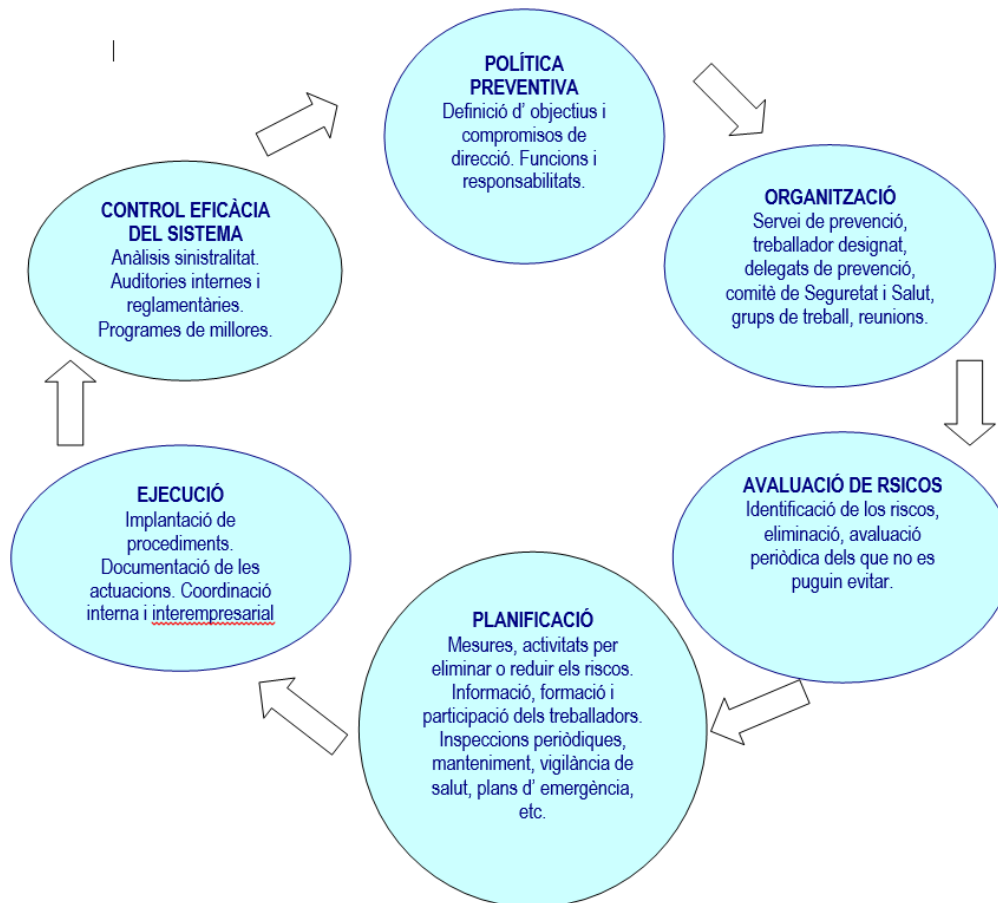 POLÍTICA
PREVENTIVA
Definició d’ objectius i
compromisos de
direcció. Funcions i
responsabilitats.
ORGANITZACIÓ
Servei de prevenció,
treballador designat,
delegats de prevenció,
comitè de Seguretat i Salut,
grups de treball, reunions.
AVALUACIÓ DE RSICOS
Identificació de los riscos,
eliminació, avaluació
periòdica dels que no es
puguin evitar.
PLANIFICACIÓ
Mesures, activitats per
eliminar o reduir els riscos.
Informació, formació i
participació dels treballadors.
Inspeccions periòdiques,
manteniment, vigilància de
salut, plans d’ emergència,
etc.
EJECUCIÓ
Implantació de
procediments.
Documentació de les
actuacions. Coordinació
interna i interempresarial
CONTROL EFICÀCIA
DEL SISTEMA
Anàlisis sinistralitat.
Auditories internes i
reglamentàries.
Programes de millores.